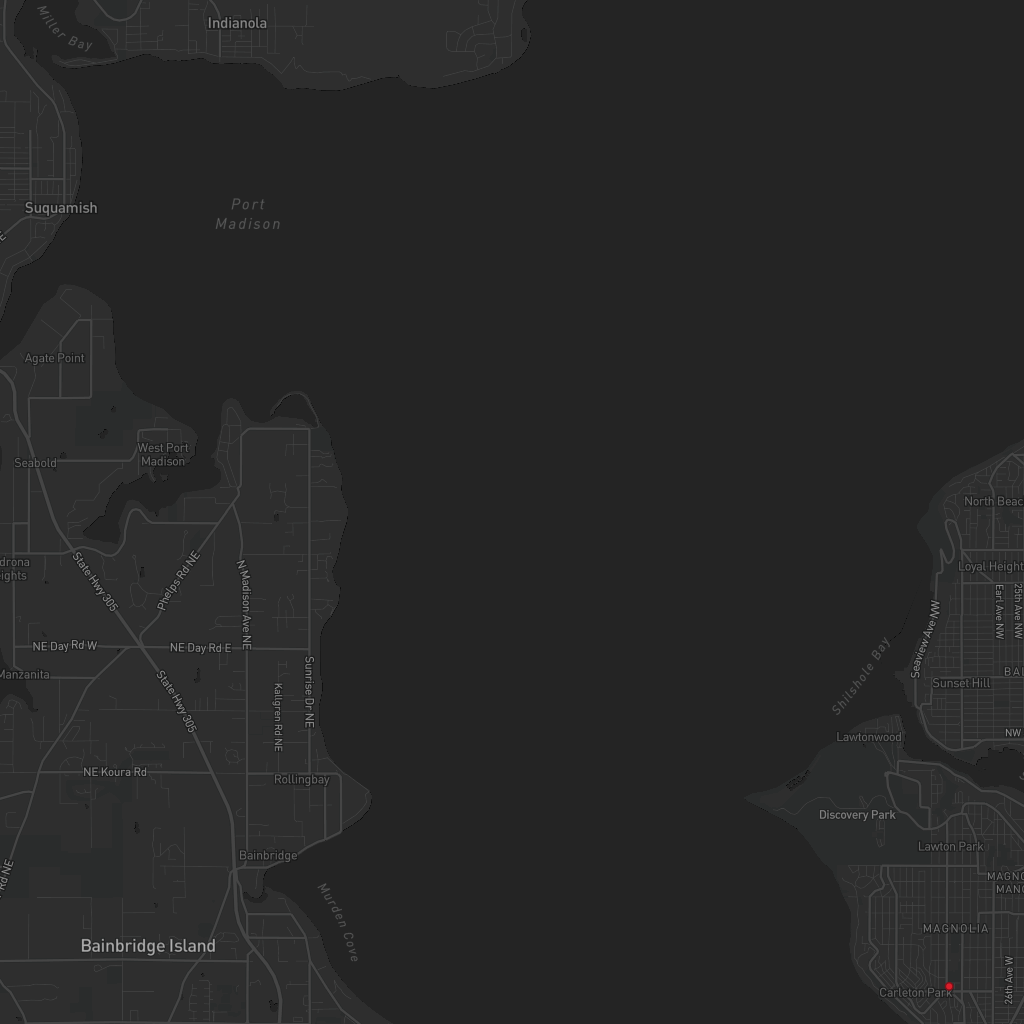 Indianola
Miller Bay
Suquamish
Port
Madison
Agate Point
West Port
Madison
Seabold
North Beac
drona
ights
State Hwy 305
Phelps Rd NE
N Madison Ave NE
Loyal Height
Earl Ave NW
25th Ave NW
Seaview Ave NW
NE Day Rd W
NE Day Rd E
Manzanita
State Hwy 305
Kallgren Rd NE
Sunrise Dr NE
Shilshole Bay
Sunset Hill
BAL
NW
Lawtonwood
NE Koura Rd
Rollingbay
Discovery Park
Lawton Park
Bainbridge
Rd NE
Murden Cove
MAGNO
MANO
MAGNOLIA
Bainbridge Island
26th Ave W
Carleton Park